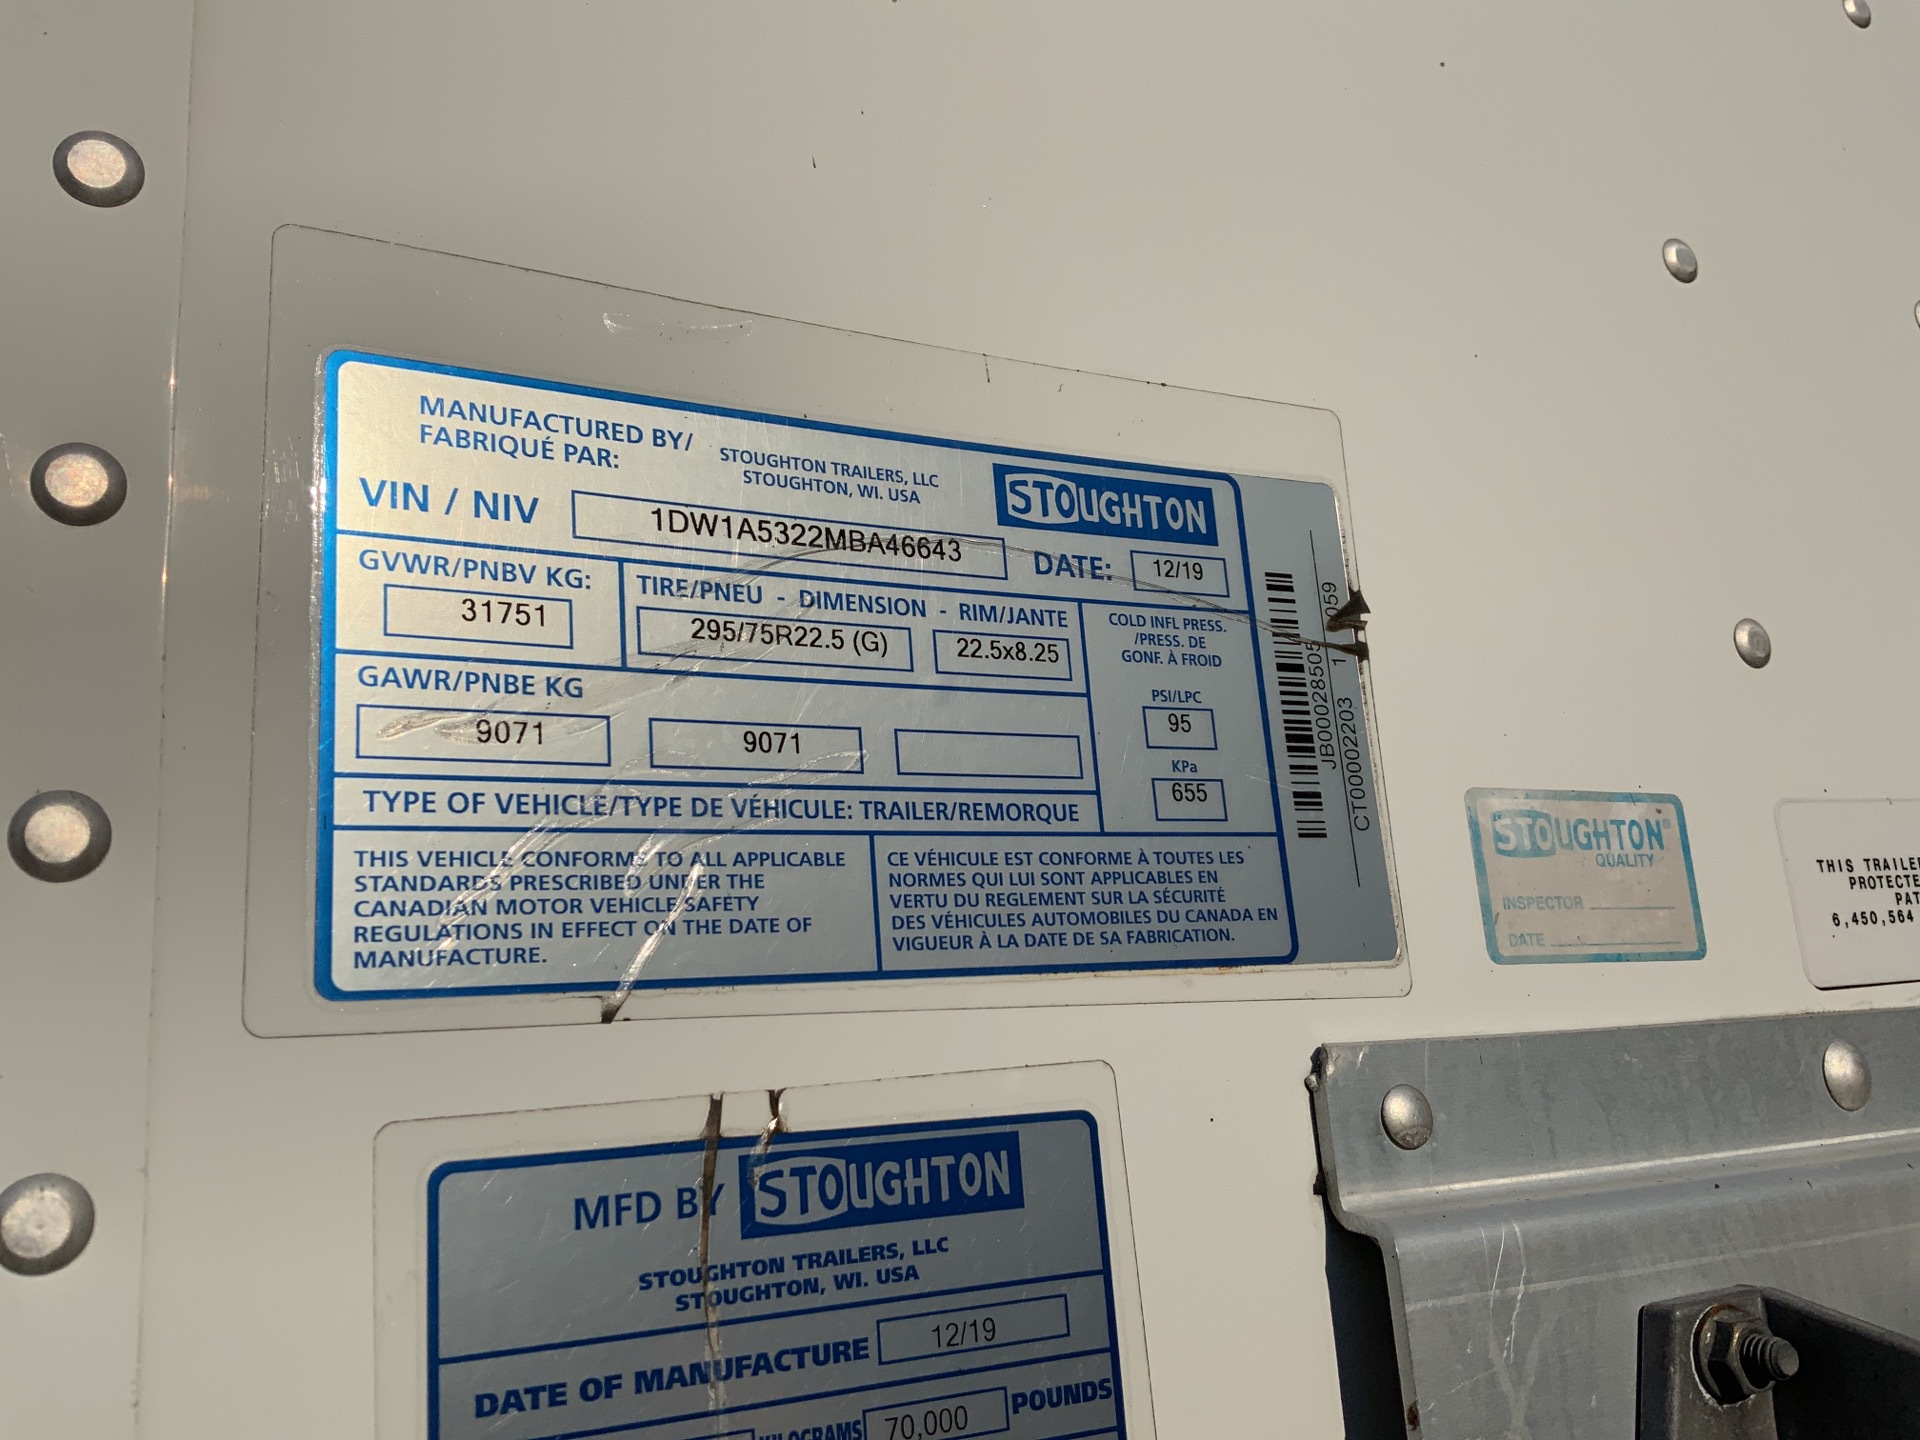 MANUFACTURED BY/
FABRIQUÉ PAR:
STOUGHTON TRAILERS, LLC
STOUGHTON, WI. USA
STOUGHTON
VIN / NIV
1DW1A5322MBA46643
DATE:
12/19
GVWR/PNBV KG:
31751
TIRE/PNEU - DIMENSION - RIM/JANTE
295/75R22.5 (G)
22.5x8.25
COLD INFL PRESS.
/PRESS. DE
GONF. À FROID
PSI/LPC
95
KPa
655
GAWR/PNBE KG
9071
9071
TYPE OF VEHICLE/TYPE DE VÉHICULE: TRAILER/REMORQUE
THIS VEHICLE CONFORMS TO ALL APPLICABLE
STANDARDS PRESCRIBED UNDER THE
CANADIAN MOTOR VEHICLE SAFETY
REGULATIONS IN EFFECT ON THE DATE OF
MANUFACTURE.
CE VÉHICULE EST CONFORME À TOUTES LES
NORMES QUI LUI SONT APPLICABLES EN
VERTU DU REGLEMENT SUR LA SÉCURITÉ
DES VÉHICULES AUTOMOBILES DU CANADA EN
VIGUEUR À LA DATE DE SA FABRICATION.
CT00002203 1
STOUGHTON®
QUALITY
INSPECTOR
DATE
THIS TRAILE
PROTECTE
PAT
6,450,564
MFD BY STOUGHTON
STOUGHTON TRAILERS, LLC
STOUGHTON, WI. USA
DATE OF MANUFACTURE 12/19
KILOGRAMS 70,000 POUNDS